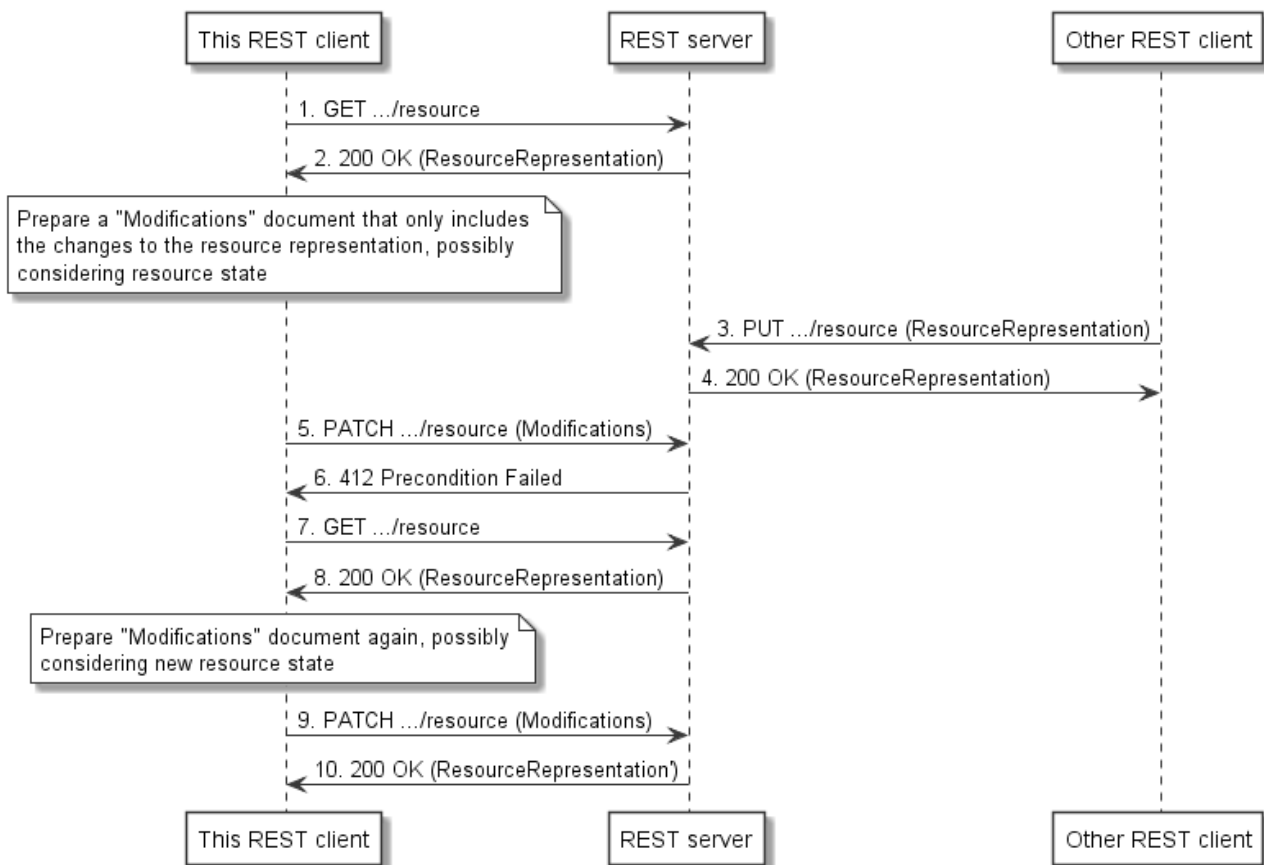 This REST client
REST server
Other REST client
1. GET .../resource
2. 200 OK (ResourceRepresentation)
Prepare a "Modifications" document that only includes
the changes to the resource representation, possibly
considering resource state
3. PUT .../resource (ResourceRepresentation)
4. 200 OK (ResourceRepresentation)
5. PATCH .../resource (Modifications)
6. 412 Precondition Failed
7. GET .../resource
8. 200 OK (ResourceRepresentation)
Prepare "Modifications" document again, possibly
considering new resource state
9. PATCH .../resource (Modifications)
10. 200 OK (ResourceRepresentation')
This REST client
REST server
Other REST client